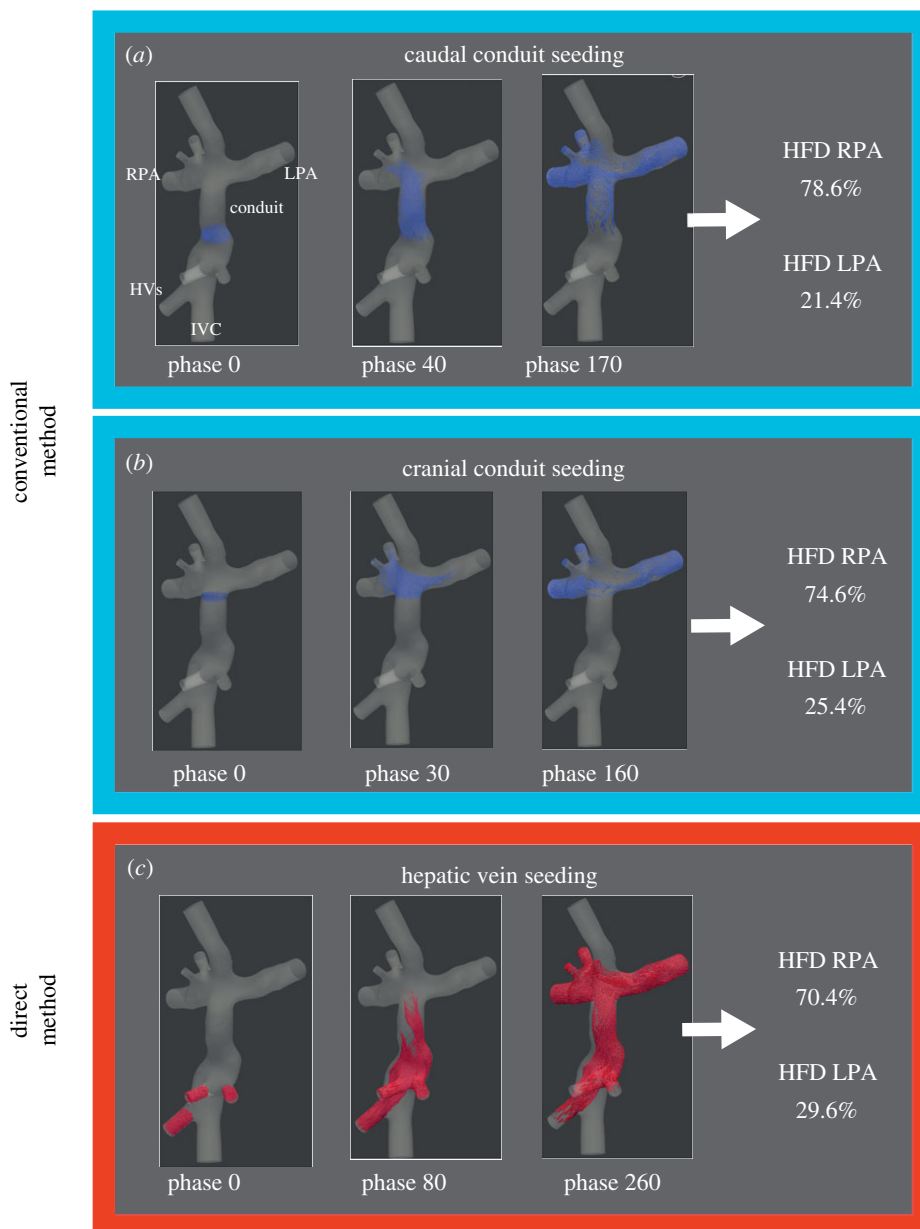 (a)
caudal conduit seeding
RPA
LPA
conduit
HVs
IVC
phase 0
phase 40
phase 170
HFD RPA
78.6%
HFD LPA
21.4%
conventional
method
(b)
cranial conduit seeding
phase 0
phase 30
phase 160
HFD RPA
74.6%
HFD LPA
25.4%
direct
method
(c)
hepatic vein seeding
phase 0
phase 80
phase 260
HFD RPA
70.4%
HFD LPA
29.6%